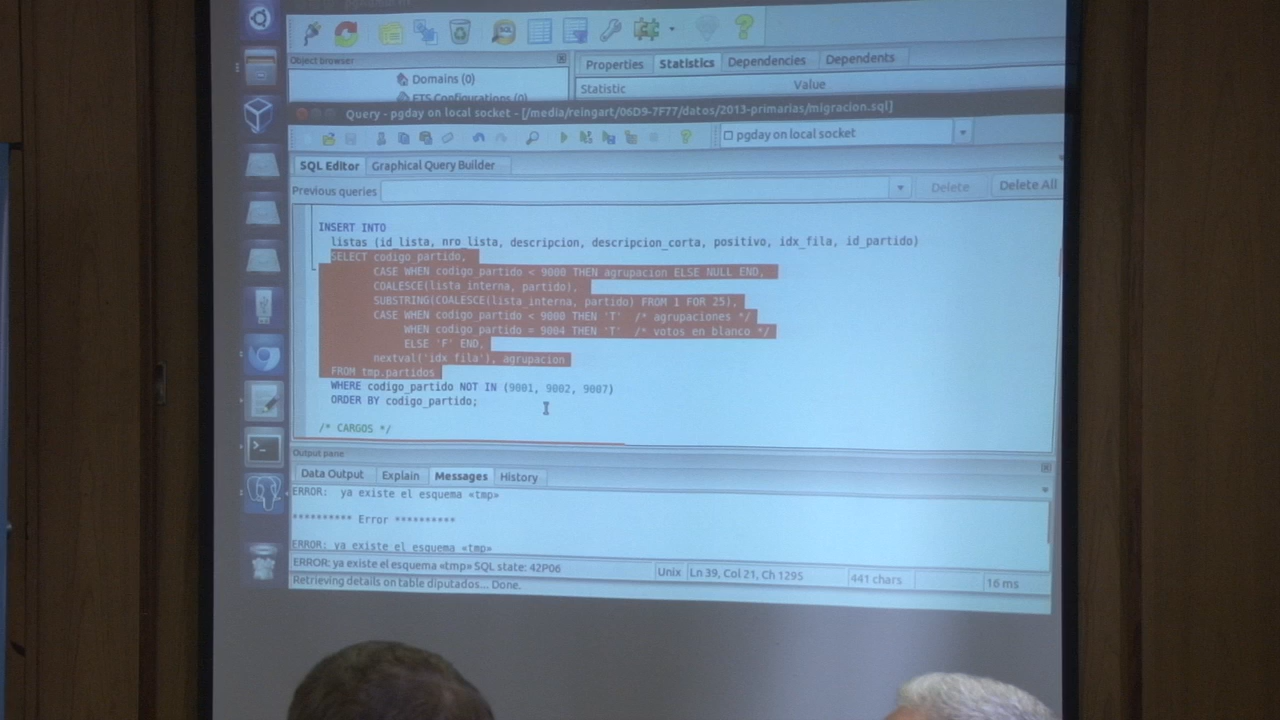 Object browser
Properties Statistics Dependencies Dependents
Domains (0)
Statistic Value
FTS Configurations (0)
Query - pgday on local socket - [/media/reingart/06D9-7F77/datos/2013-primarias/migracion.sql]
pgday on local socket
SQL Editor Graphical Query Builder
Previous queries Delete Delete All
INSERT INTO
listas (id_lista, nro_lista, descripcion, descripcion_corta, positivo, idx_fila, id_partido)
SELECT codigo_partido,
CASE WHEN codigo_partido < 9000 THEN agrupacion ELSE NULL END,
COALESCE(lista_interna, partido),
SUBSTRING(COALESCE(lista_interna, partido) FROM 1 FOR 25),
CASE WHEN codigo_partido < 9000 THEN 'T' /* agrupaciones */
WHEN codigo_partido = 9004 THEN 'T' /* votos en blanco */
ELSE 'F' END,
nextval('idx_fila'), agrupacion
FROM tmp.partidos
WHERE codigo_partido NOT IN (9001, 9002, 9007)
ORDER BY codigo_partido;
/* CARGOS */
Output pane
Data Output Explain Messages History
ERROR: ya existe el esquema «tmp»
********** Error **********
ERROR: ya existe el esquema «tmp»
ERROR: ya existe el esquema «tmp» SQL state: 42P06 Unix Ln 39, Col 21, Ch 1295 441 chars 16 ms
Retrieving details on table diputados... Done.